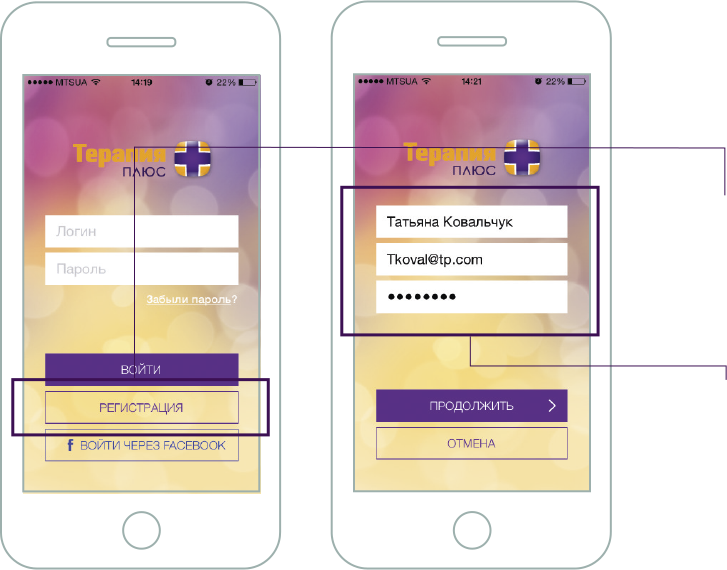 MTSUA 14:19 22%
Терапия
ПЛЮС
Логин
Пароль
Забыли пароль?
ВОЙТИ
РЕГИСТРАЦИЯ
f ВОЙТИ ЧЕРЕЗ FACEBOOK
MTSUA 14:21 22%
Терапия
ПЛЮС
Татьяна Ковальчук
Tkoval@tp.com
●●●●●●●●
ПРОДОЛЖИТЬ
ОТМЕНА